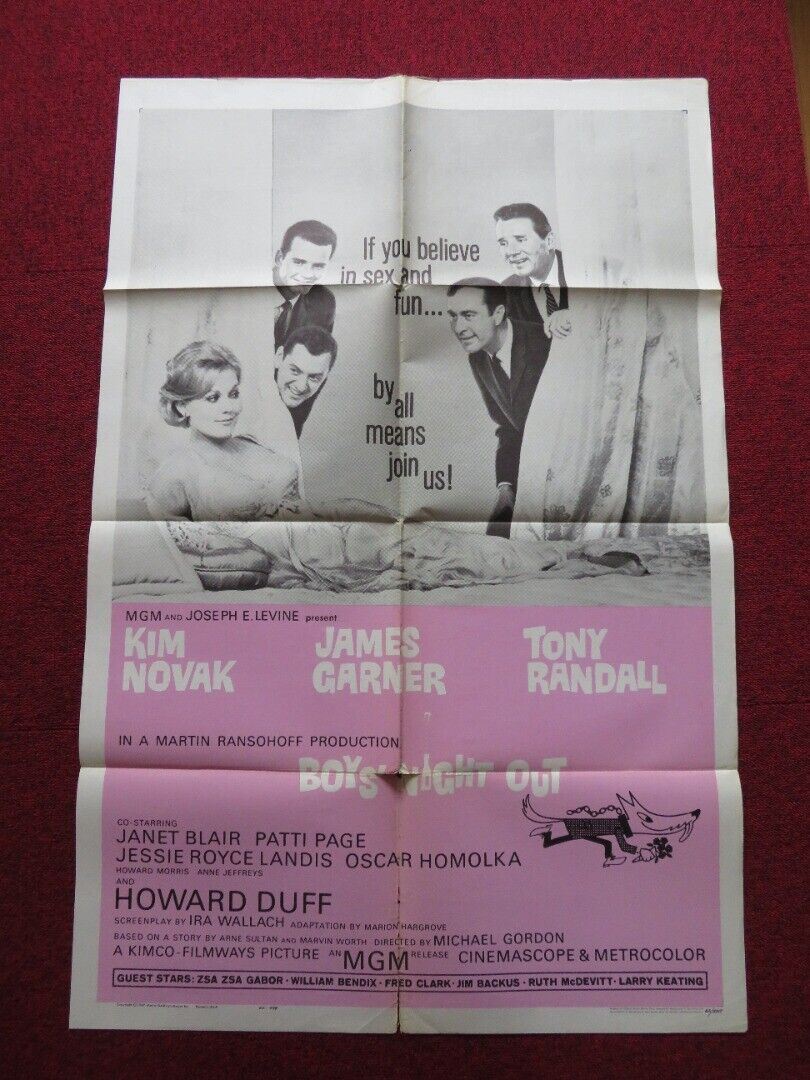 If you believe
in sex and
fun...
by
all
means
join
us!
MGM AND JOSEPH E. LEVINE present
KIM NOVAK
JAMES GARNER
TONY RANDALL
IN A MARTIN RANSOHOFF PRODUCTION
BOYS' NIGHT OUT
CO-STARRING
JANET BLAIR PATTI PAGE
JESSIE ROYCE LANDIS OSCAR HOMOLKA
HOWARD MORRIS ANNE JEFFREYS
AND
HOWARD DUFF
SCREENPLAY BY IRA WALLACH ADAPTATION BY MARION HARGROVE
BASED ON A STORY BY ARNE SULTAN AND MARVIN WORTH DIRECTED BY MICHAEL GORDON
A KIMCO-FILMWAYS PICTURE AN MGM RELEASE CINEMASCOPE & METROCOLOR
GUEST STARS: ZSA ZSA GABOR · WILLIAM BENDIX · FRED CLARK · JIM BACKUS · RUTH McDEVITT · LARRY KEATING